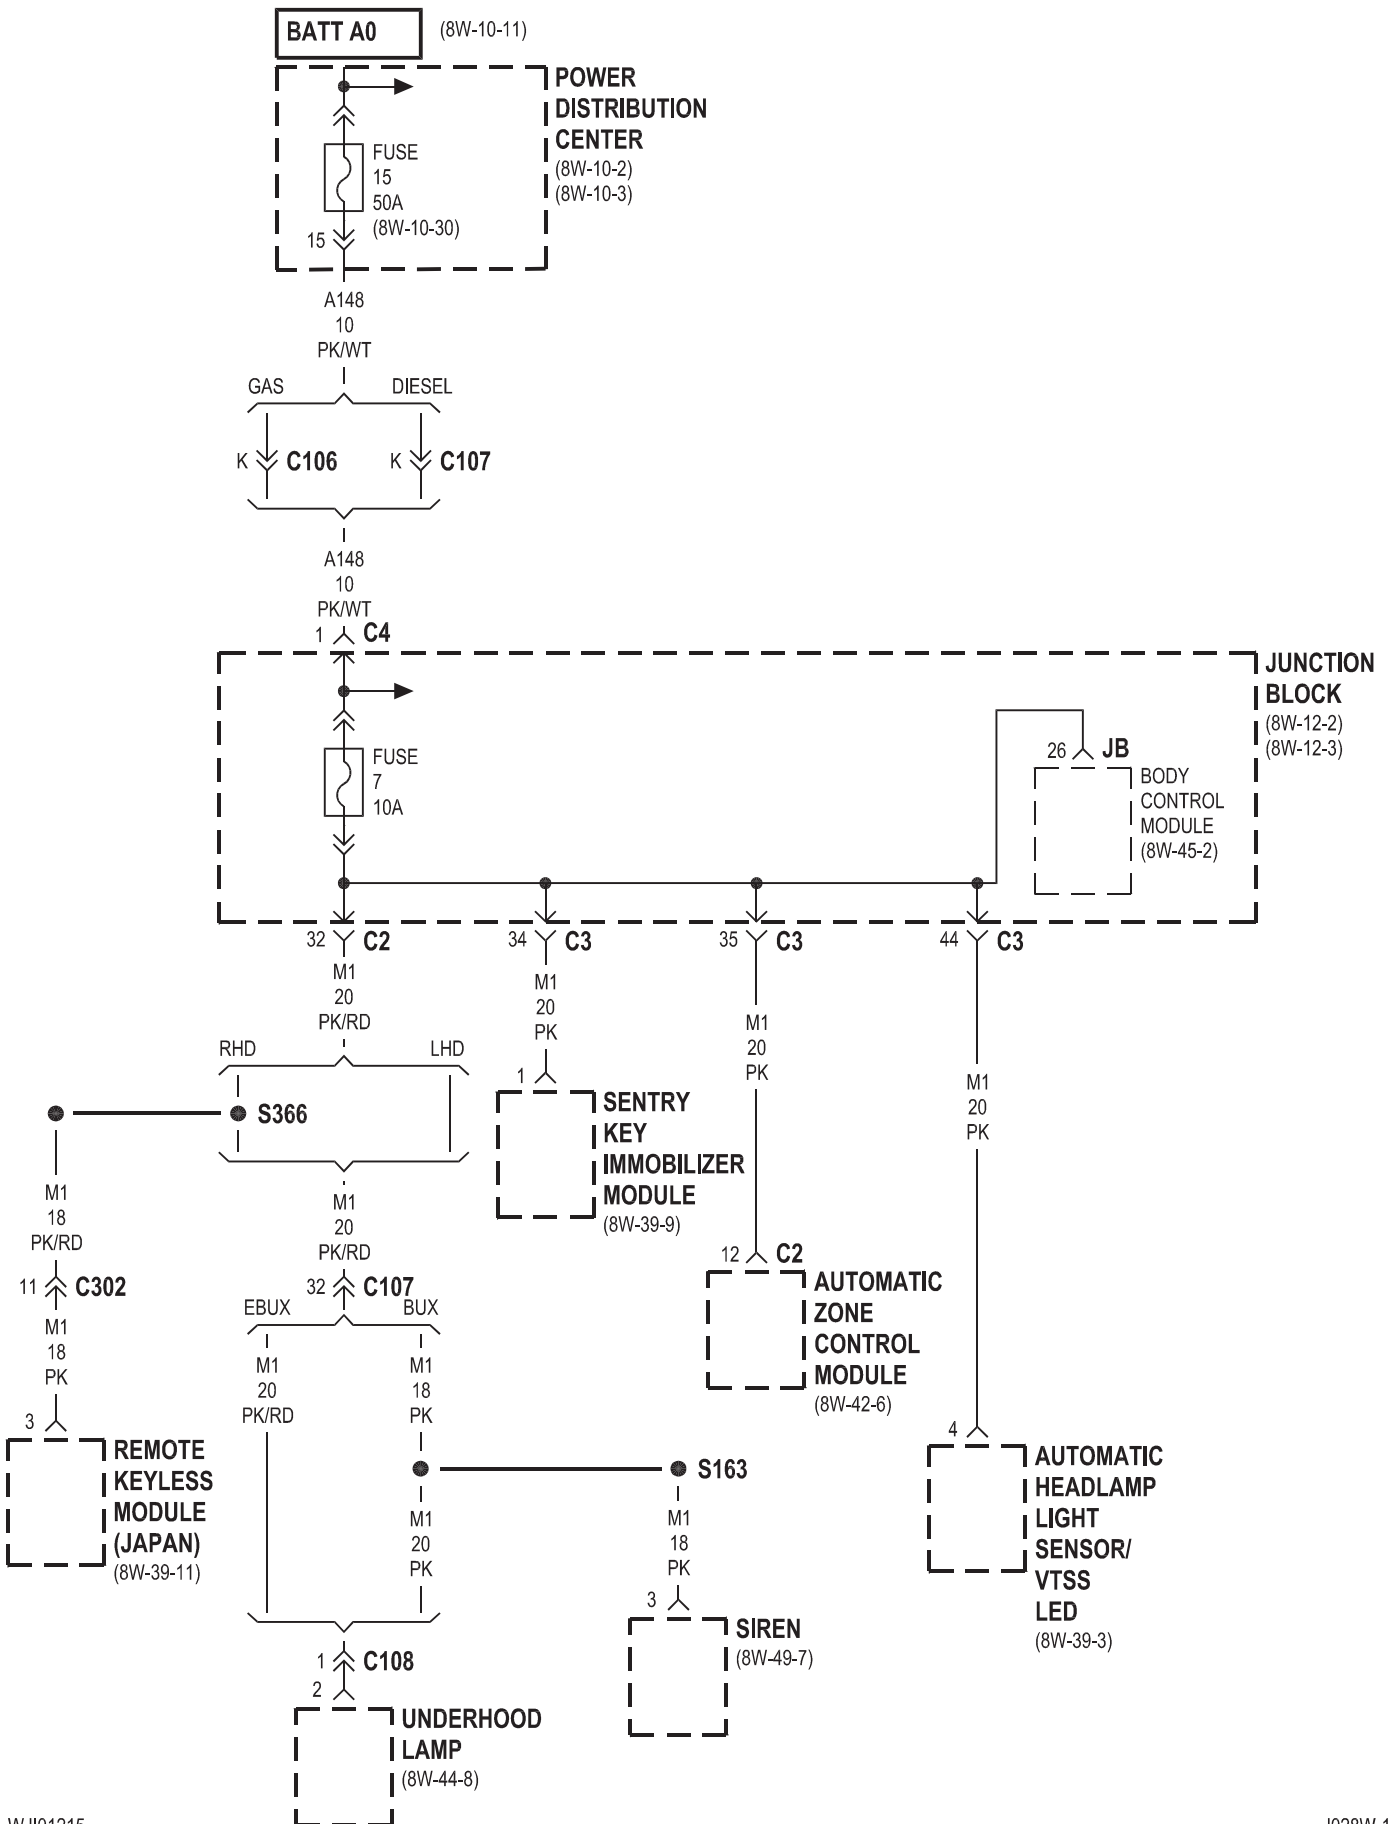 BATT A0
(8W-10-11)
POWER
DISTRIBUTION
CENTER
(8W-10-2)
(8W-10-3)
FUSE
15
50A
(8W-10-30)
15
A148
10
PK/WT
GAS
DIESEL
K
C106
K
C107
A148
10
PK/WT
1
C4
JUNCTION
BLOCK
(8W-12-2)
(8W-12-3)
FUSE
7
10A
26
JB
BODY
CONTROL
MODULE
(8W-45-2)
32
C2
34
C3
35
C3
44
C3
M1
20
PK/RD
M1
20
PK
M1
20
PK
M1
20
PK
RHD
LHD
S366
1
SENTRY
KEY
IMMOBILIZER
MODULE
(8W-39-9)
M1
18
PK/RD
M1
20
PK/RD
11
C302
32
C107
12
C2
AUTOMATIC
ZONE
CONTROL
MODULE
(8W-42-6)
EBUX
BUX
M1
18
PK
M1
20
PK/RD
M1
18
PK
3
REMOTE
KEYLESS
MODULE
(JAPAN)
(8W-39-11)
S163
4
AUTOMATIC
HEADLAMP
LIGHT
SENSOR/
VTSS
LED
(8W-39-3)
M1
20
PK
M1
18
PK
3
SIREN
(8W-49-7)
1
C108
2
UNDERHOOD
LAMP
(8W-44-8)